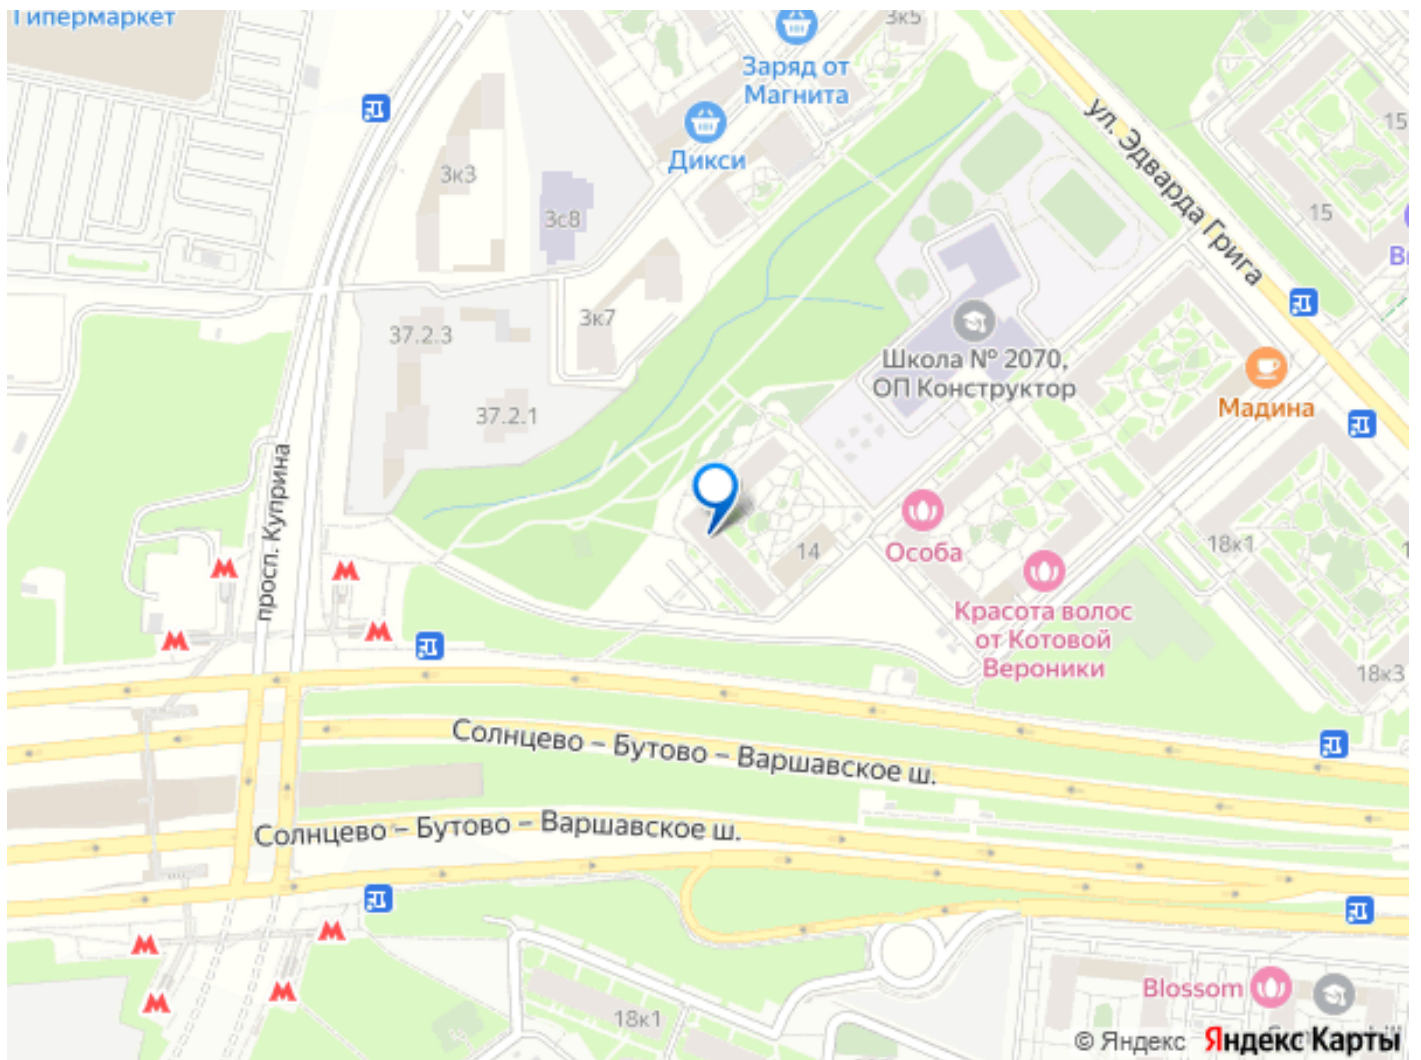 Гипермаркет
3к5
Заряд от
Магнита
Дикси
3к3
3с8
ул. Эдварда Грига
15
15
37.2.3
3к7
37.2.1
Школа № 2070,
ОП Конструктор
Мадина
просп. Куприна
Особа
14
18к1
Красота волос
от Котовой
Вероники
18к3
Солнцево – Бутово – Варшавское ш.
Солнцево – Бутово – Варшавское ш.
Blossom
18к1
© Яндекс Яндекс Карты